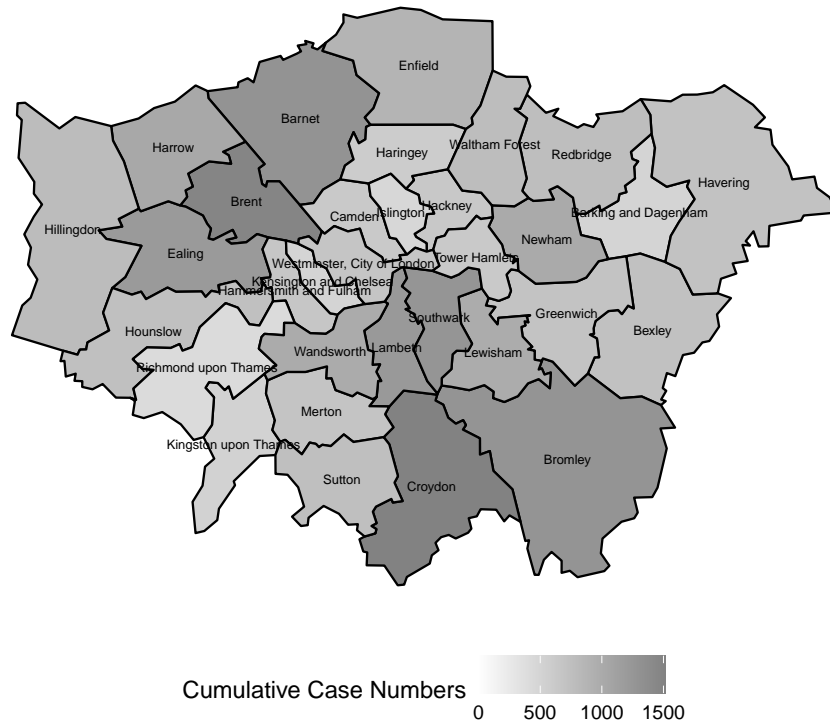 Enfield
Barnet
Harrow
Haringey
Waltham Forest
Redbridge
Havering
Brent
Camden
Islington
Hackney
Barking and Dagenham
Hillingdon
Ealing
Newham
Westminster, City of London
Tower Hamlets
Kensington and Chelsea
Hammersmith and Fulham
Hounslow
Southwark
Greenwich
Bexley
Richmond upon Thames
Wandsworth
Lambeth
Lewisham
Merton
Kingston upon Thames
Sutton
Croydon
Bromley
Cumulative Case Numbers
0 500 1000 1500